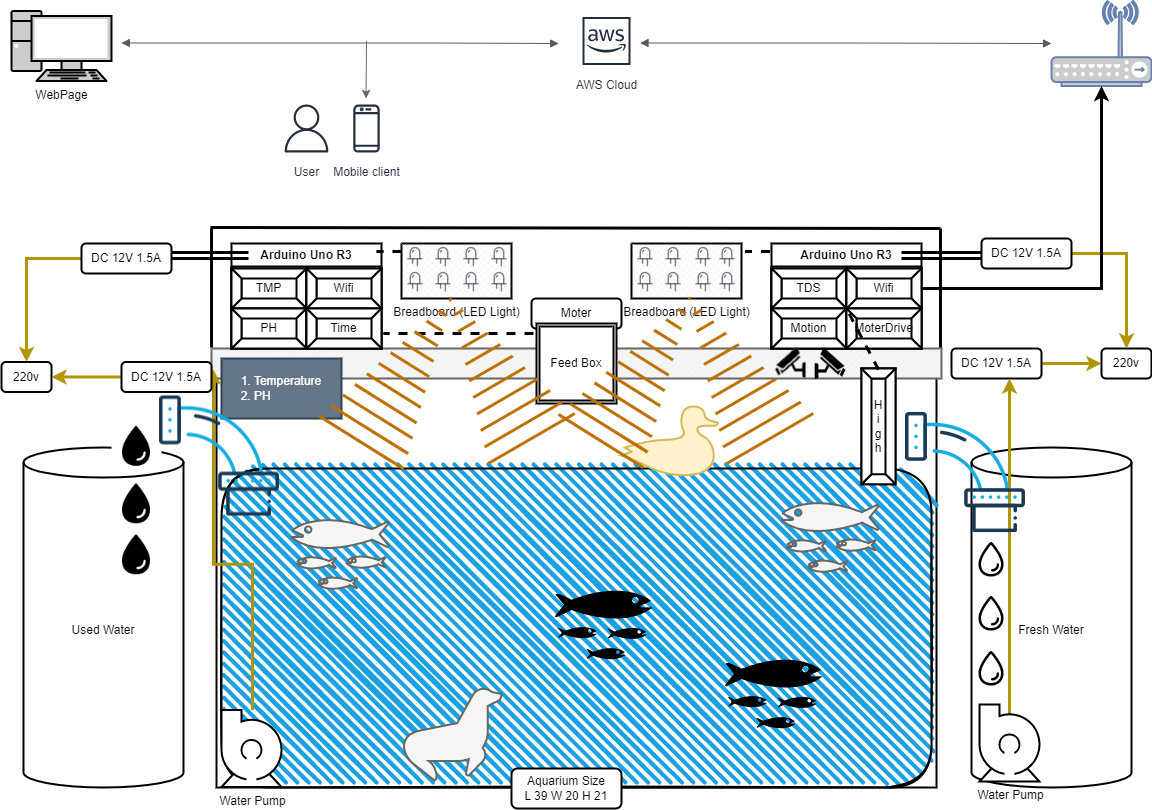 aws
WebPage
AWS Cloud
User
Mobile client
DC 12V 1.5A
Arduino Uno R3
Arduino Uno R3
DC 12V 1.5A
TMP
Wifi
TDS
Wifi
Breadboard (LED Light)
Moter
Breadboard (LED Light)
PH
Time
Motion
MoterDrive
220v
DC 12V 1.5A
1. Temperature
2. PH
Feed Box
DC 12V 1.5A
220v
H
i
g
h
Used Water
Fresh Water
Aquarium Size
L 39 W 20 H 21
Water Pump
Water Pump